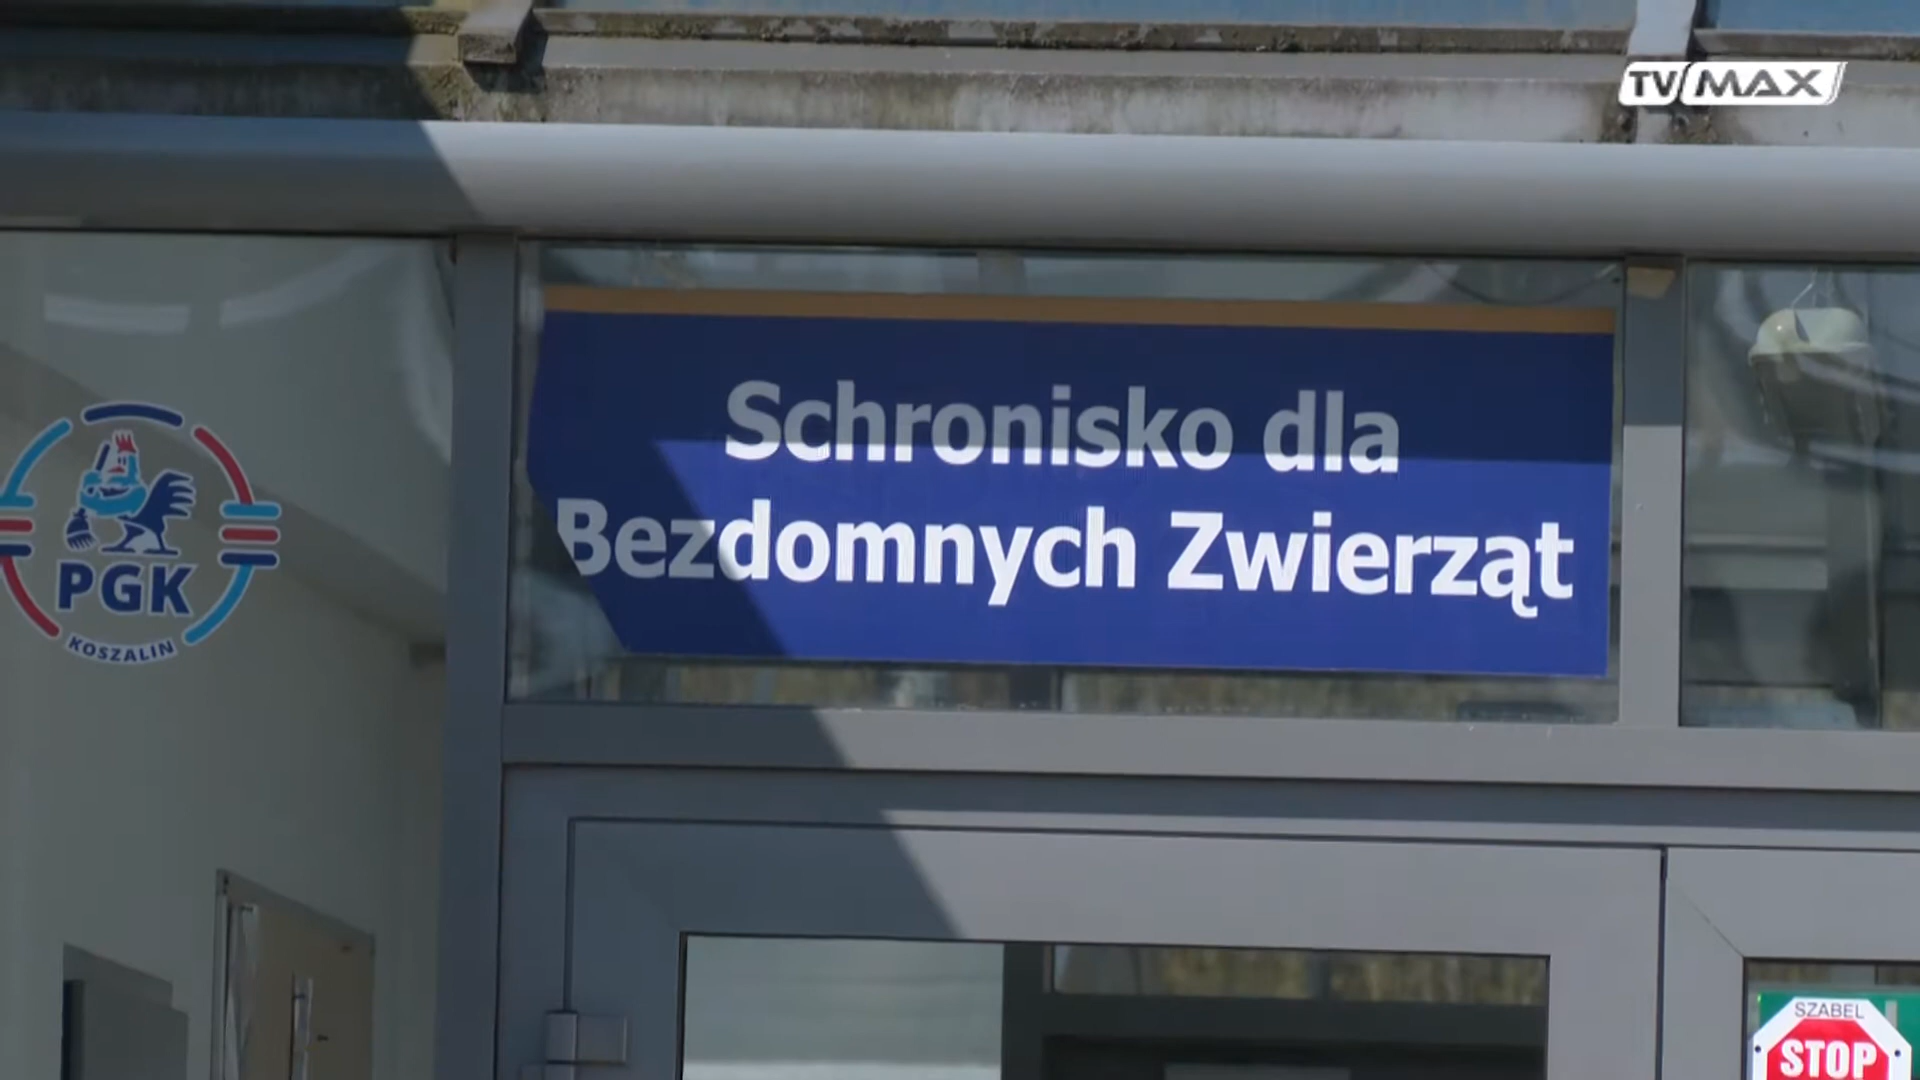 TV MAX
Schronisko dla
Bezdomnych Zwierząt
PGK
KOSZALIN
SZABEL
STOP